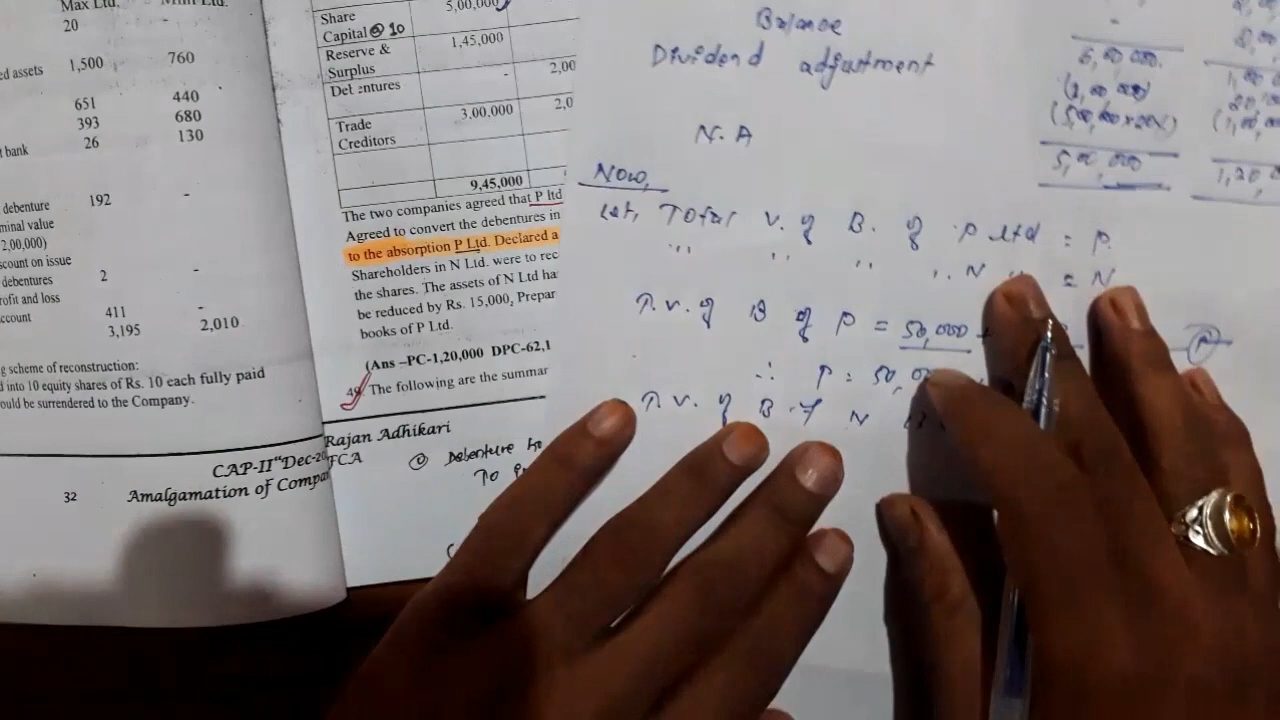 Max Ltd.
20
ed assets 1,500 760
651 440
393 680
t bank 26 130
debenture 192 -
minal value
2,00,000)
scount on issue
debentures 2 -
rofit and loss
ccount 411 -
3,195 2,010
g scheme of reconstruction:
d into 10 equity shares of Rs. 10 each fully paid
ould be surrendered to the Company.
CAP-II "Dec-20
32 Amalgamation of Compa
Share 5,00,000
Capital @ 10
Reserve & 1,45,000
Surplus
Debentures - 2,00
Trade 3,00,000 2,0
Creditors
9,45,000
The two companies agreed that P ltd
Agreed to convert the debentures in
to the absorption P Ltd. Declared a
Shareholders in N Ltd. were to rec
the shares. The assets of N Ltd ha
be reduced by Rs. 15,000, Prepar
books of P Ltd.
(Ans –PC-1,20,000 DPC-62,1
49. The following are the summar
Rajan Adhikari
FCA
Debenture
To
Balance
Dividend adjustment
N.A
Now,
Let, Total V. of B. of P Ltd = P.
,, ,, ,, ,, N ,, = N
T.V. of B of P = 50,000 +
∴ P = 50,
T.V. of B. of N
5,00,000
1,20,